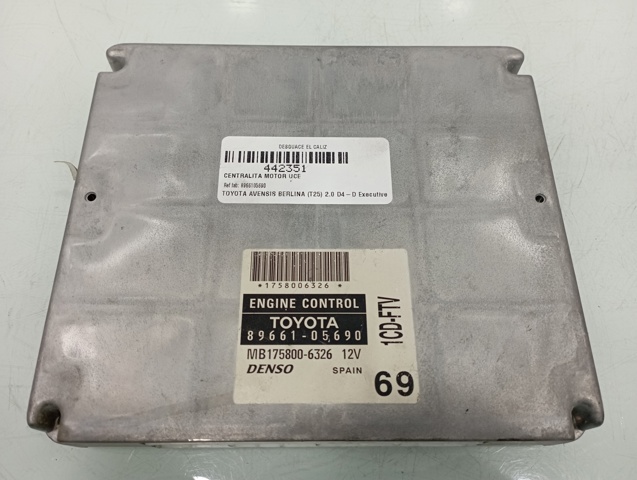 DESGUACE EL CALIZ
442351
CENTRALITA MOTOR UCE
Ref fab: 8966105690
TOYOTA AVENSIS BERLINA (T25) 2.0 D4-D Executive
*1758006326*
ENGINE CONTROL
TOYOTA
89661-05690
MB175800-6326 12V
DENSO SPAIN
1CD-FTV
69